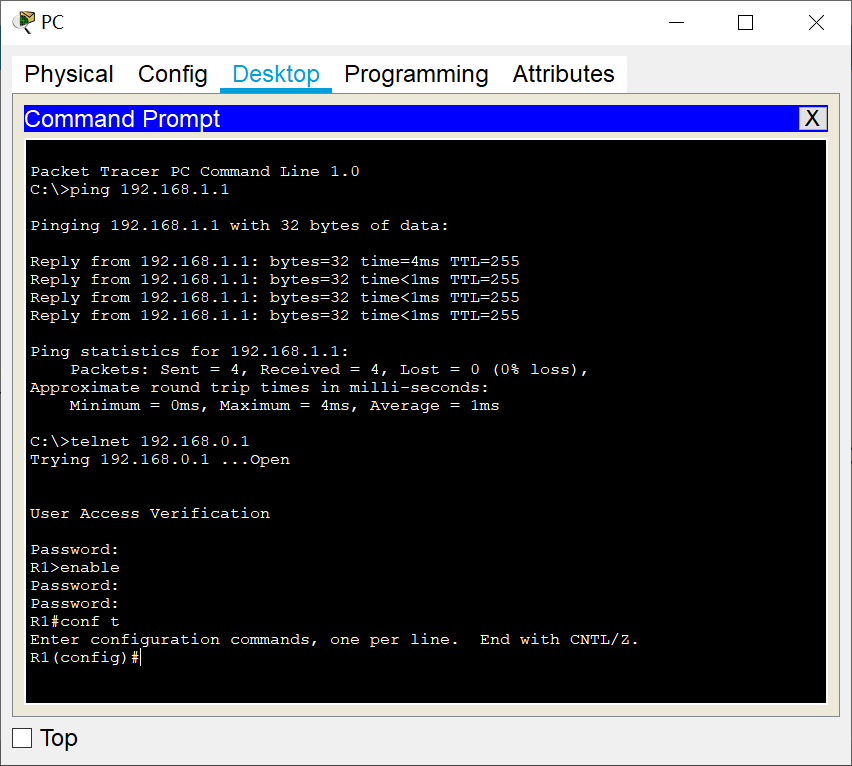 PC
Physical Config Desktop Programming Attributes
Command Prompt X
Packet Tracer PC Command Line 1.0
C:\>ping 192.168.1.1
Pinging 192.168.1.1 with 32 bytes of data:
Reply from 192.168.1.1: bytes=32 time=4ms TTL=255
Reply from 192.168.1.1: bytes=32 time<1ms TTL=255
Reply from 192.168.1.1: bytes=32 time<1ms TTL=255
Reply from 192.168.1.1: bytes=32 time<1ms TTL=255
Ping statistics for 192.168.1.1:
    Packets: Sent = 4, Received = 4, Lost = 0 (0% loss),
Approximate round trip times in milli-seconds:
    Minimum = 0ms, Maximum = 4ms, Average = 1ms
C:\>telnet 192.168.0.1
Trying 192.168.0.1 ...Open
User Access Verification
Password:
R1>enable
Password:
Password:
R1#conf t
Enter configuration commands, one per line.  End with CNTL/Z.
R1(config)#
Top